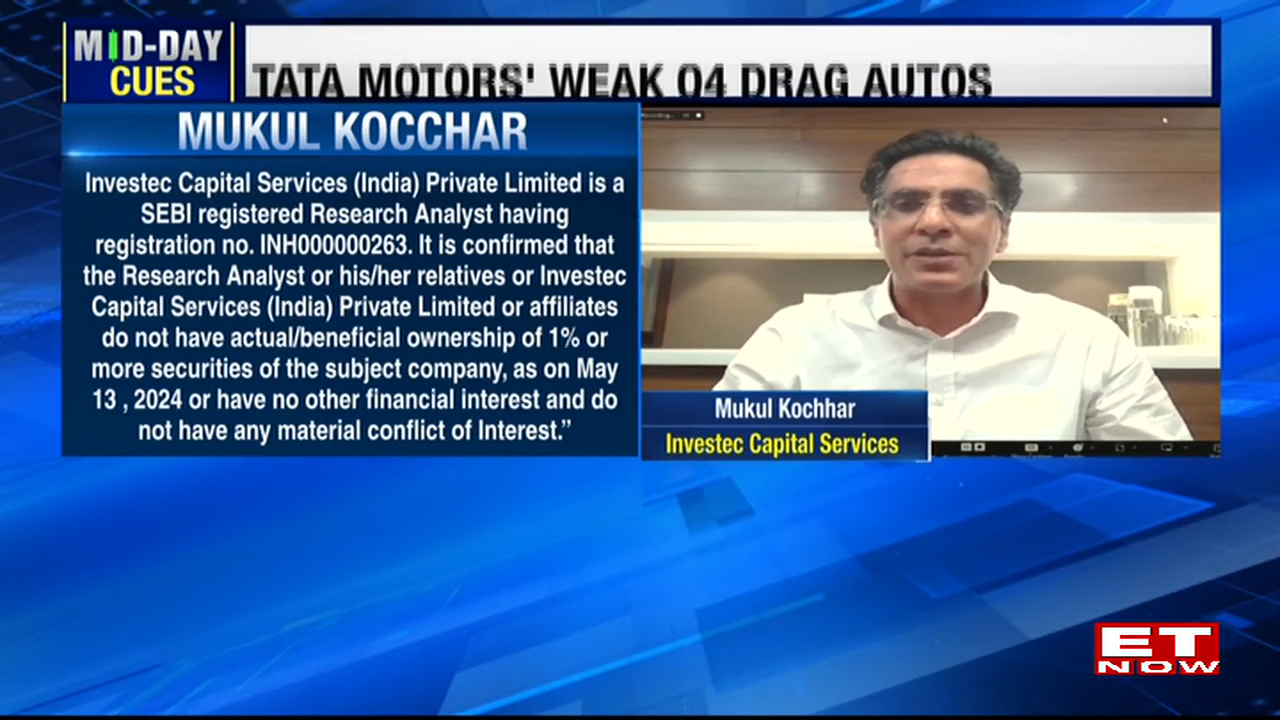 MID-DAY
CUES
TATA MOTORS' WEAK Q4 DRAG AUTOS
MUKUL KOCCHAR
Investec Capital Services (India) Private Limited is a
SEBI registered Research Analyst having
registration no. INH000000263. It is confirmed that
the Research Analyst or his/her relatives or Investec
Capital Services (India) Private Limited or affiliates
do not have actual/beneficial ownership of 1% or
more securities of the subject company, as on May
13 , 2024 or have no other financial interest and do
not have any material conflict of Interest.”
Mukul Kochhar
Investec Capital Services
ET
NOW